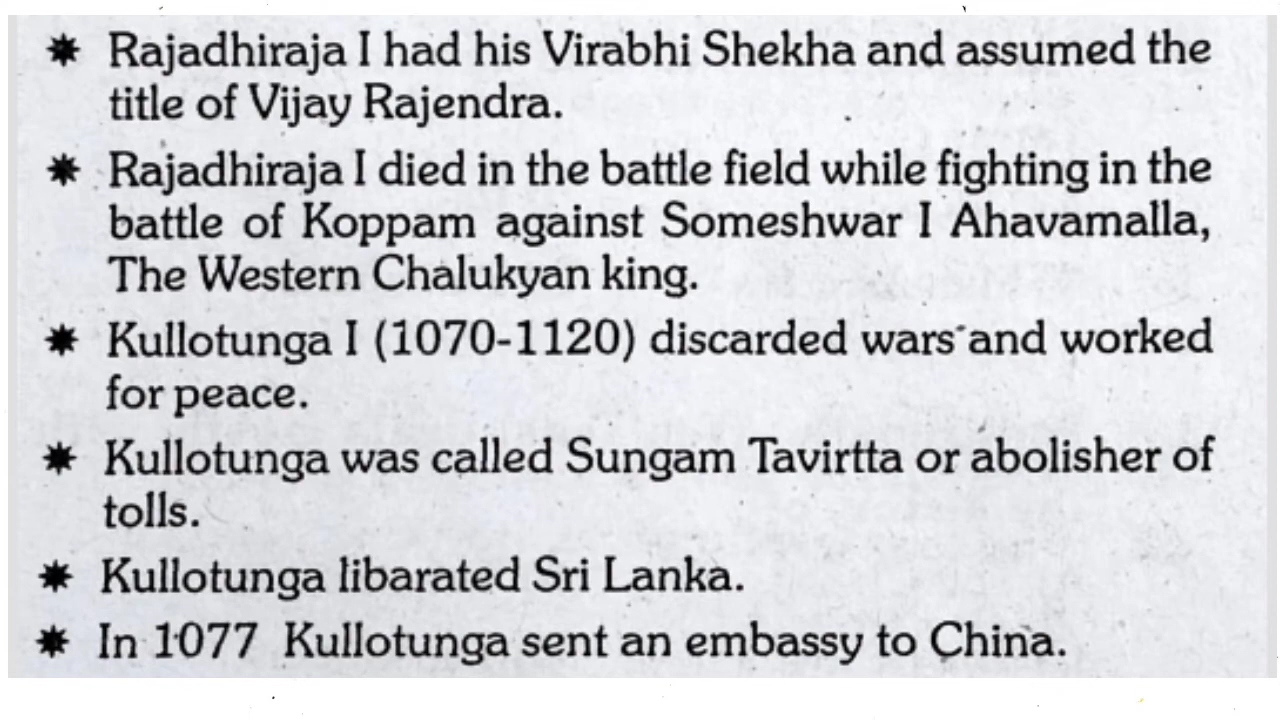 ✷ Rajadhiraja I had his Virabhi Shekha and assumed the
title of Vijay Rajendra.
✷ Rajadhiraja I died in the battle field while fighting in the
battle of Koppam against Someshwar I Ahavamalla,
The Western Chalukyan king.
✷ Kullotunga I (1070-1120) discarded wars and worked
for peace.
✷ Kullotunga was called Sungam Tavirtta or abolisher of
tolls.
✷ Kullotunga libarated Sri Lanka.
✷ In 1077 Kullotunga sent an embassy to China.